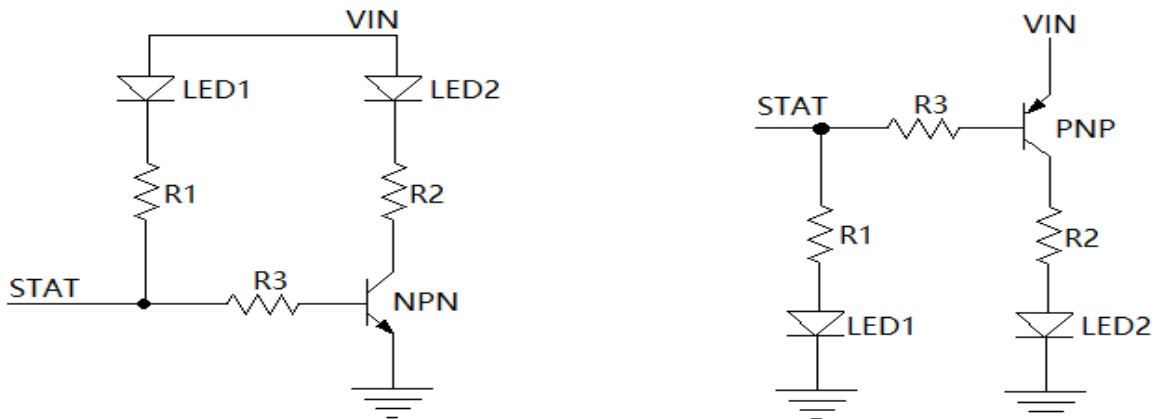 VIN
LED1
LED2
R1
R2
STAT
R3
NPN
VIN
STAT
R3
PNP
R1
R2
LED1
LED2